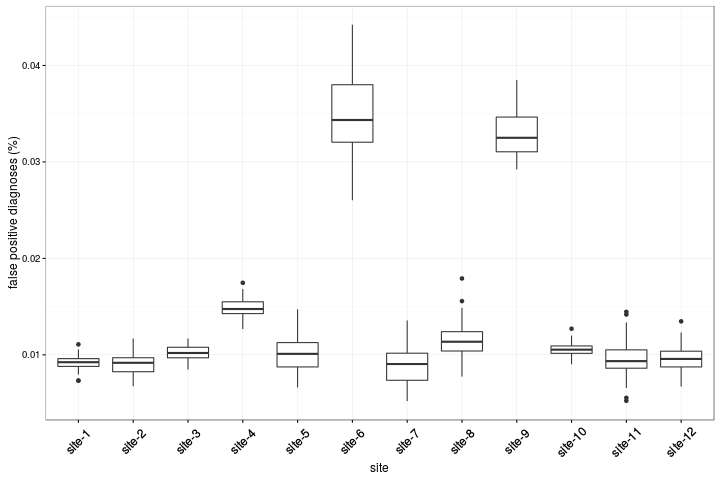 false positive diagnoses (%)
0.04
0.03
0.02
0.01
site-1 site-2 site-3 site-4 site-5 site-6 site-7 site-8 site-9 site-10 site-11 site-12
site